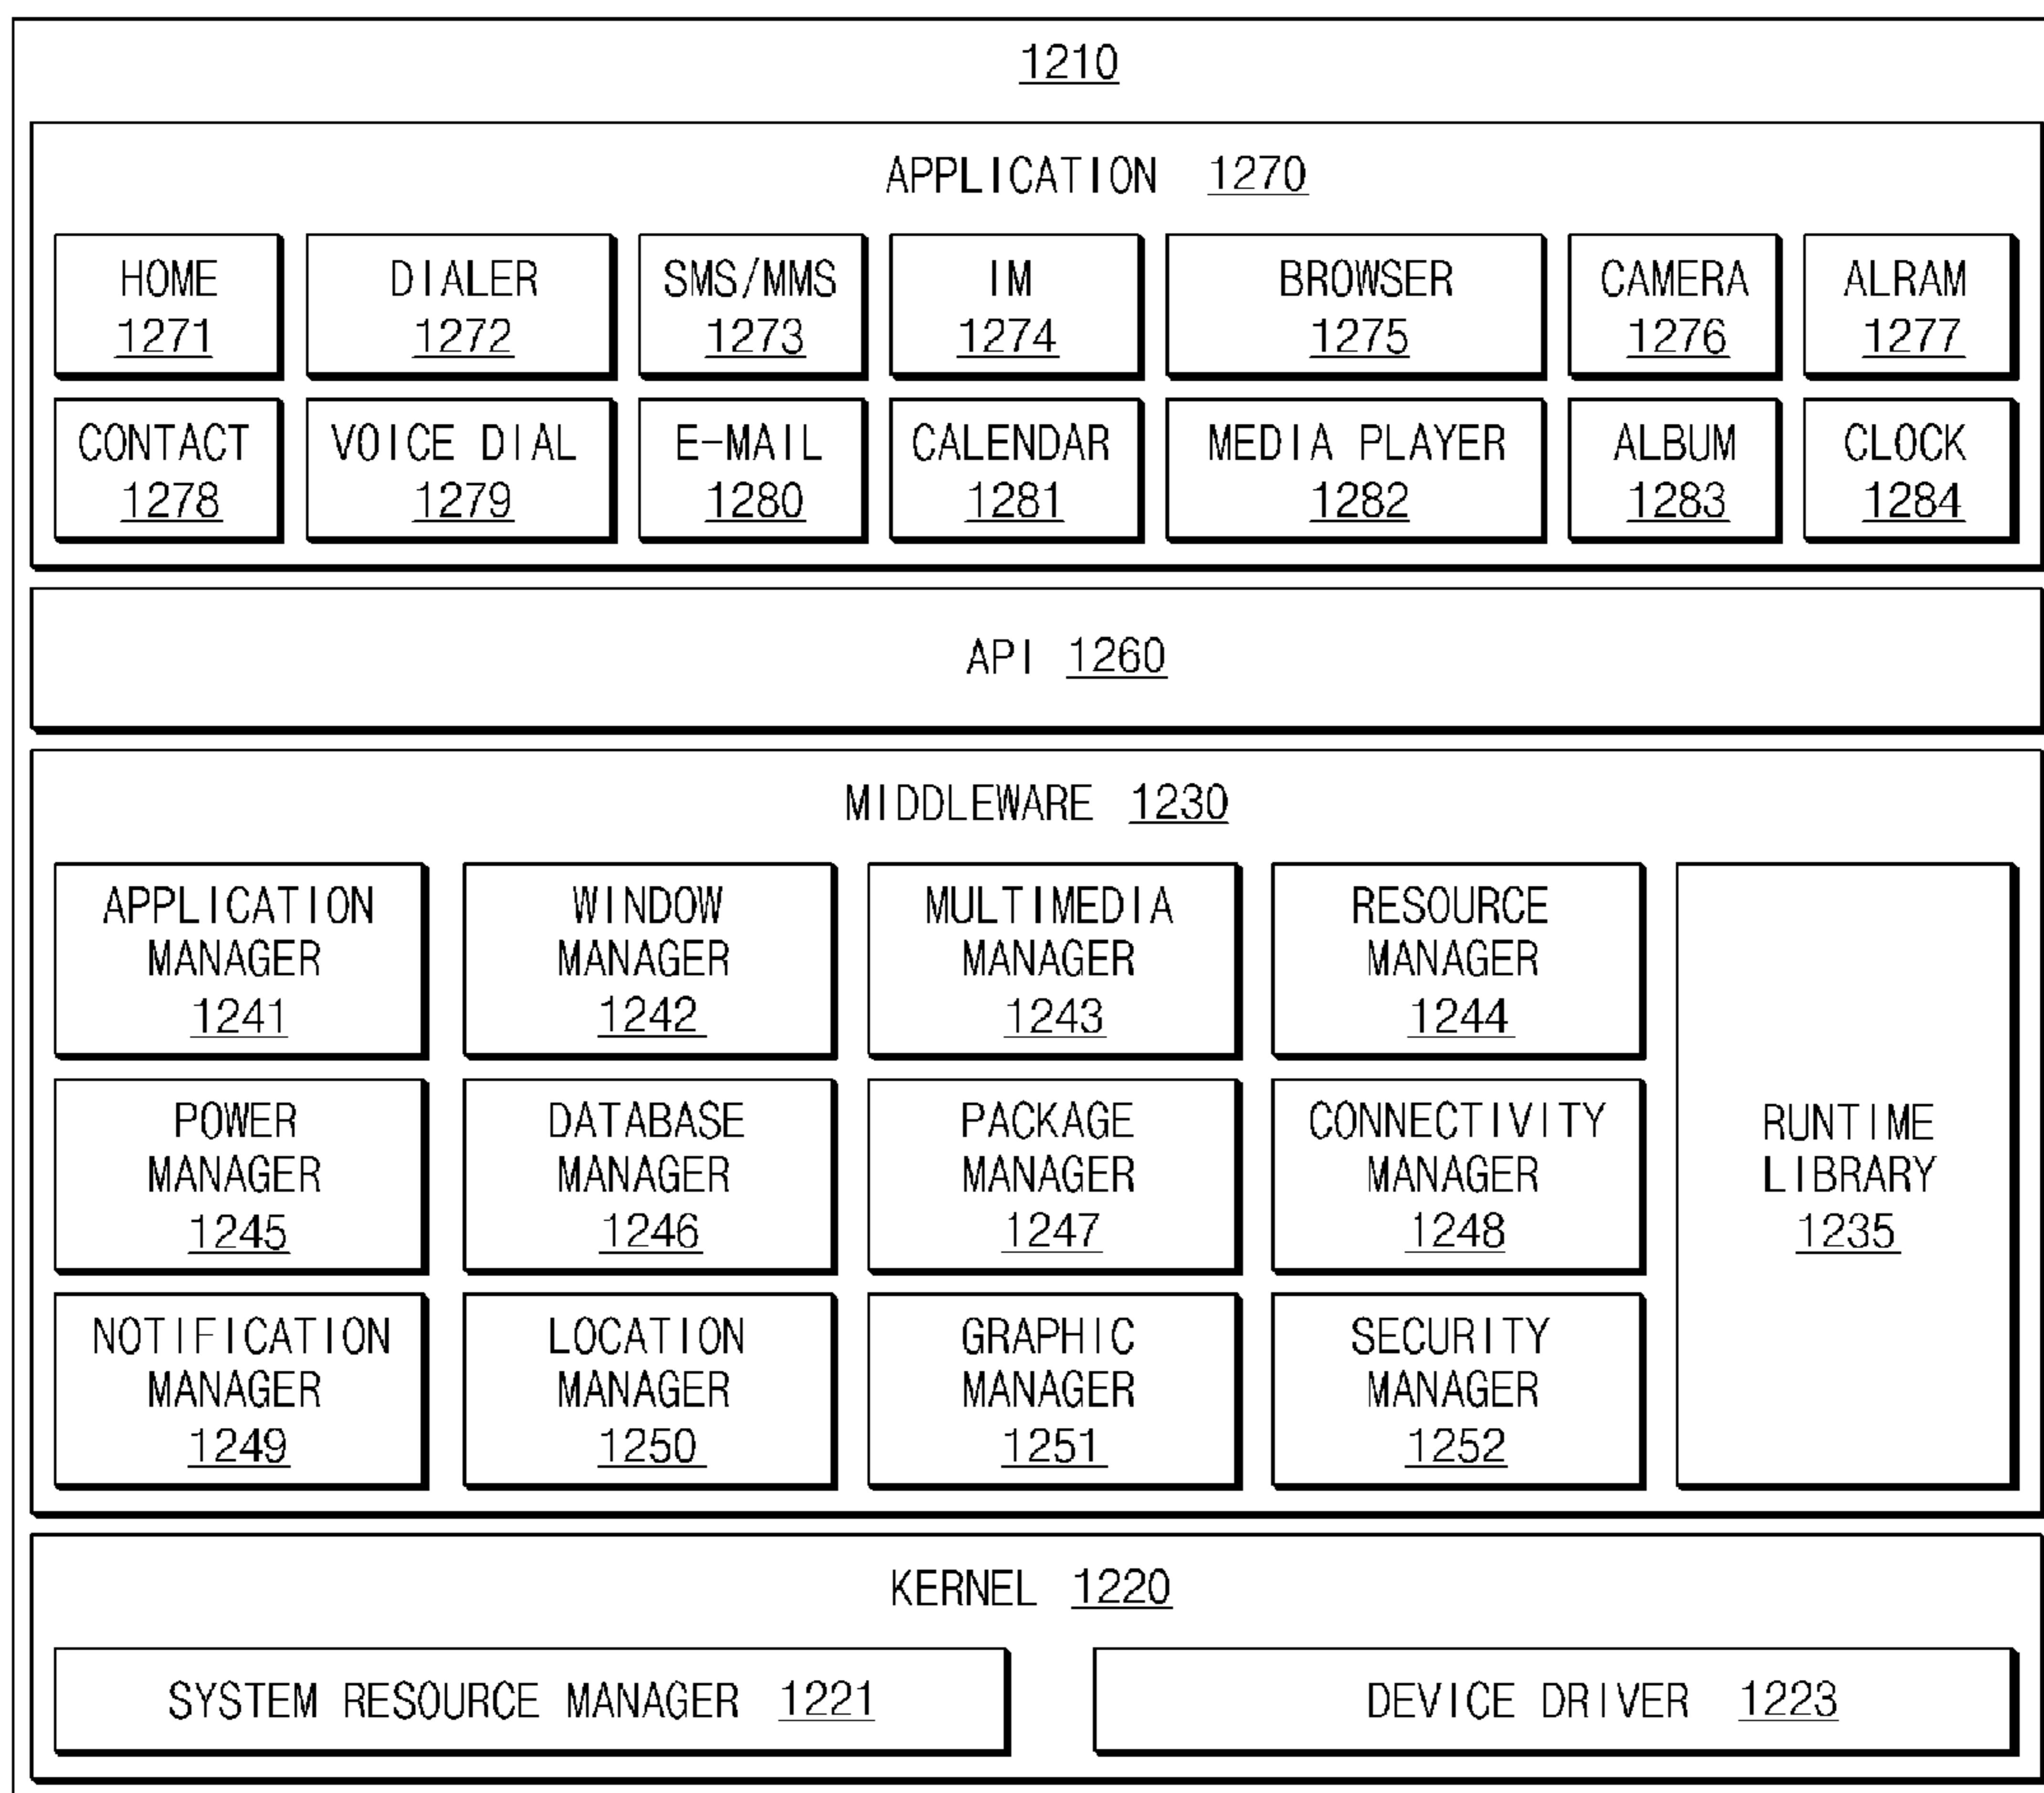 1210
APPLICATION 1270
HOME
1271
DIALER
1272
SMS/MMS
1273
IM
1274
BROWSER
1275
CAMERA
1276
ALRAM
1277
CONTACT
1278
VOICE DIAL
1279
E-MAIL
1280
CALENDAR
1281
MEDIA PLAYER
1282
ALBUM
1283
CLOCK
1284
API 1260
MIDDLEWARE 1230
APPLICATION
MANAGER
1241
WINDOW
MANAGER
1242
MULTIMEDIA
MANAGER
1243
RESOURCE
MANAGER
1244
POWER
MANAGER
1245
DATABASE
MANAGER
1246
PACKAGE
MANAGER
1247
CONNECTIVITY
MANAGER
1248
NOTIFICATION
MANAGER
1249
LOCATION
MANAGER
1250
GRAPHIC
MANAGER
1251
SECURITY
MANAGER
1252
RUNTIME
LIBRARY
1235
KERNEL 1220
SYSTEM RESOURCE MANAGER 1221
DEVICE DRIVER 1223